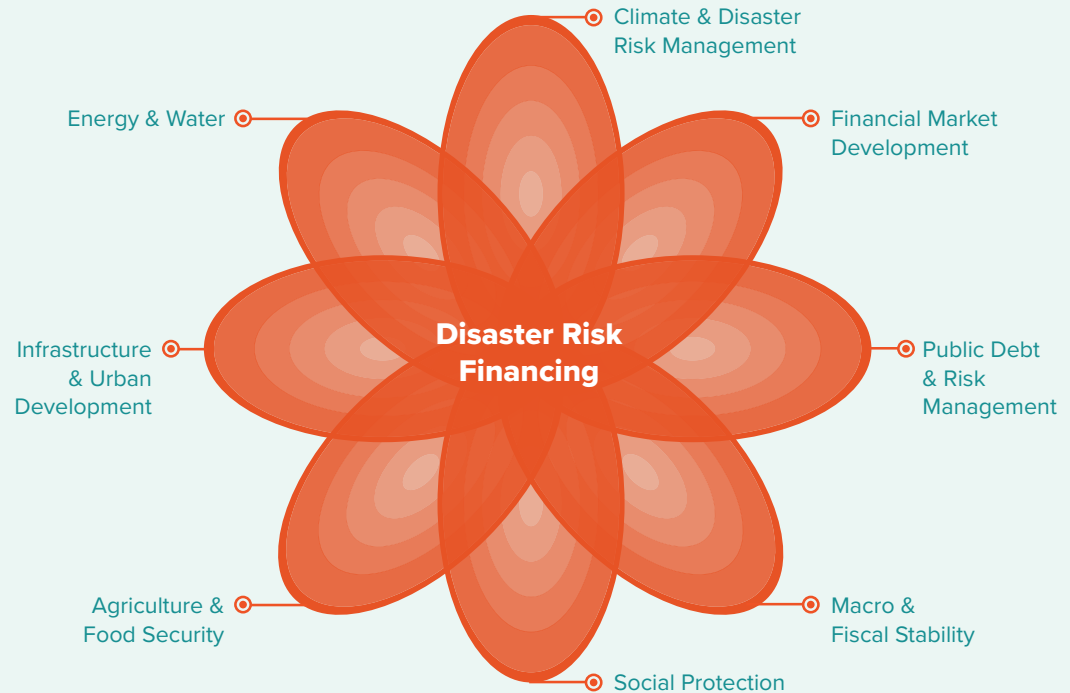 Climate & Disaster
Risk Management
Energy & Water
Financial Market
Development
Disaster Risk
Financing
Infrastructure
& Urban
Development
Public Debt
& Risk
Management
Agriculture &
Food Security
Macro &
Fiscal Stability
Social Protection